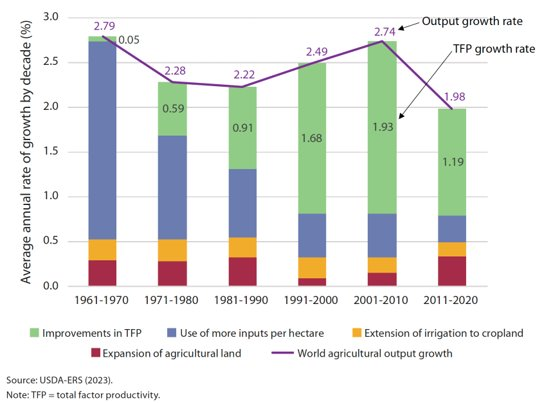 Average annual rate of growth by decade (%)
3.0
2.5
2.0
1.5
1.0
0.5
0.0
2.79
0.05
2.28
0.59
2.22
0.91
2.49
1.68
2.74
1.93
1.98
1.19
Output growth rate
TFP growth rate
1961-1970 1971-1980 1981-1990 1991-2000 2001-2010 2011-2020
Improvements in TFP Use of more inputs per hectare Extension of irrigation to cropland
Expansion of agricultural land World agricultural output growth
Source: USDA-ERS (2023).
Note: TFP = total factor productivity.